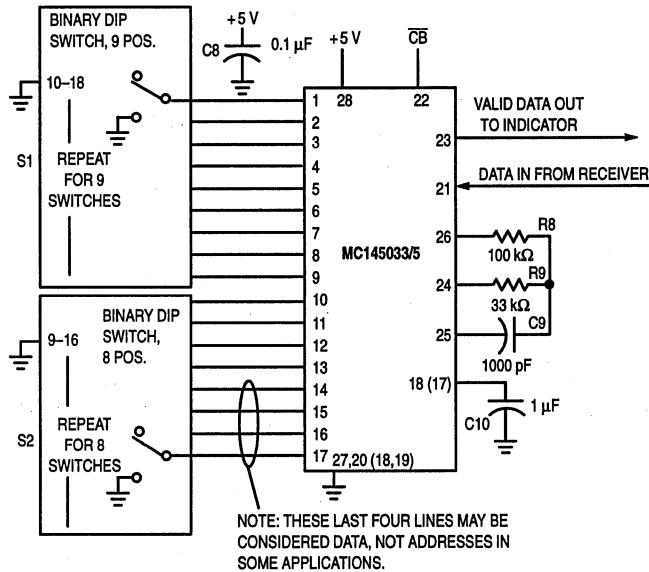 BINARY DIP
SWITCH, 9 POS.
10–18
S1
REPEAT
FOR 9
SWITCHES
+5 V
C8
0.1 µF
+5 V
CB
1
2
3
4
5
6
7
8
9
10
11
12
13
14
15
16
17
28
22
23
21
26
24
25
18 (17)
27,20 (18,19)
MC145033/5
VALID DATA OUT
TO INDICATOR
DATA IN FROM RECEIVER
R8
100 kΩ
R9
33 kΩ
C9
1000 pF
C10
1 µF
BINARY DIP
SWITCH,
8 POS.
9–16
S2
REPEAT
FOR 8
SWITCHES
NOTE: THESE LAST FOUR LINES MAY BE
CONSIDERED DATA, NOT ADDRESSES IN
SOME APPLICATIONS.